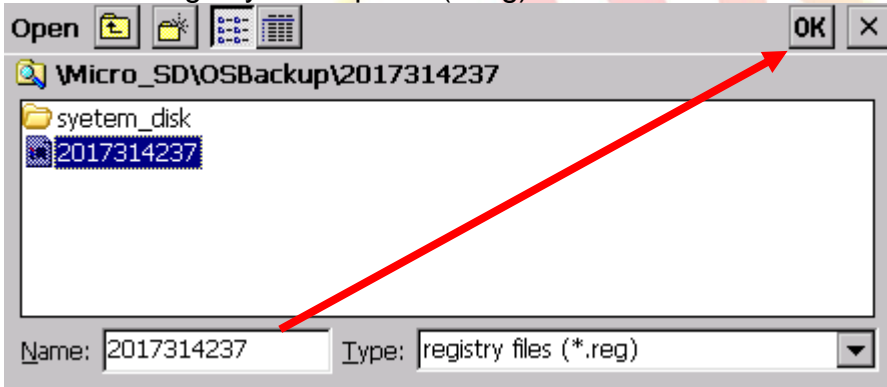 Open OK ×
\Micro_SD\OSBackup\2017314237
syetem_disk
2017314237
Name: 2017314237 Type: registry files (*.reg)